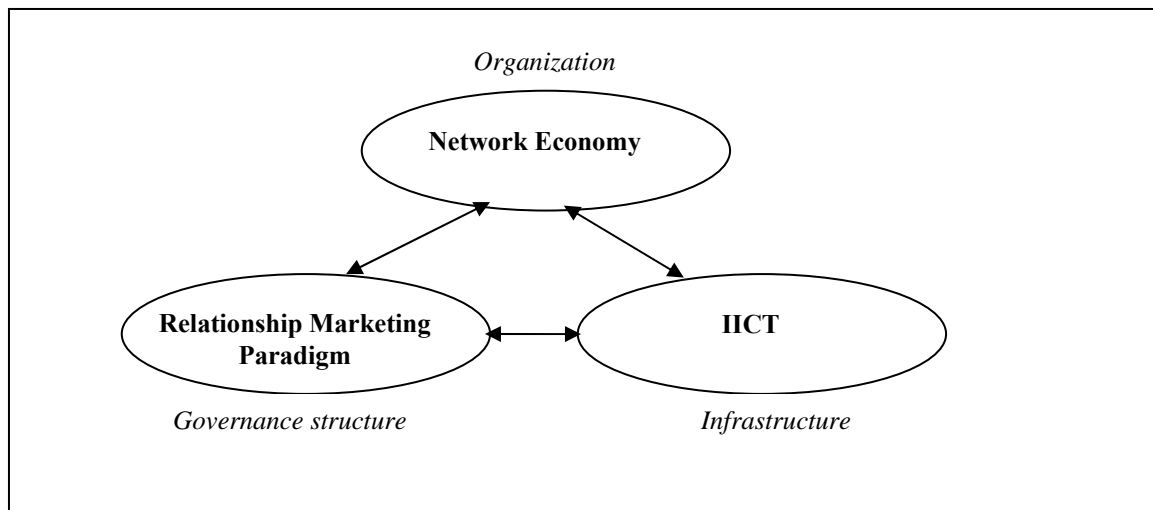 Organization
Network Economy
Relationship Marketing
Paradigm
IICT
Governance structure
Infrastructure